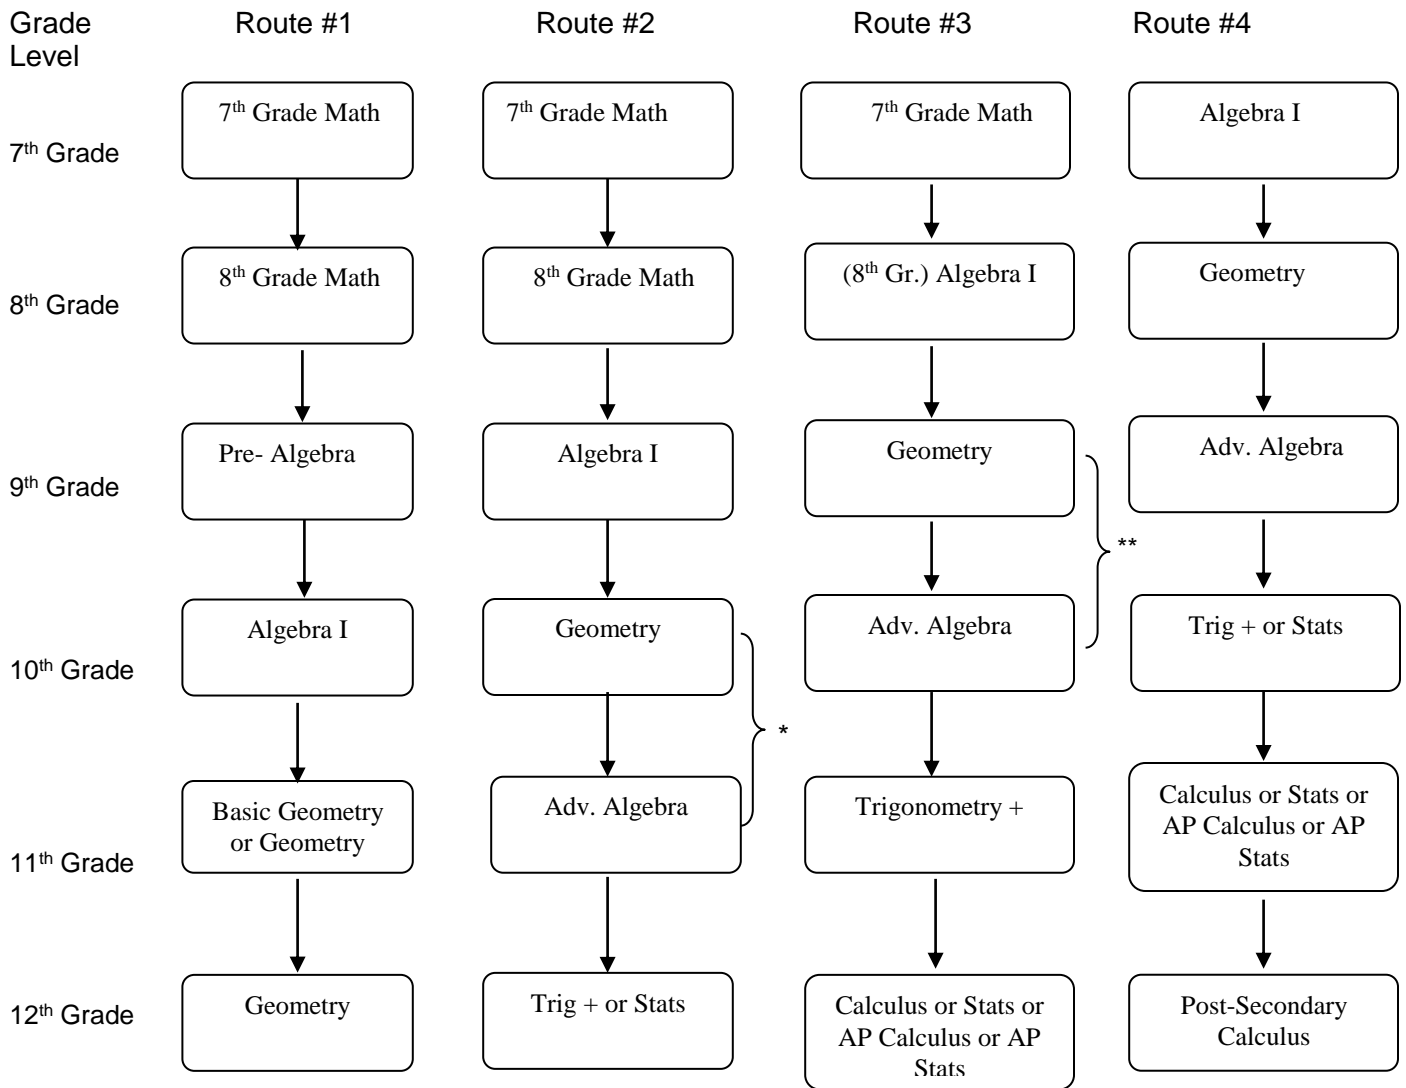 Grade
Level
Route #1
Route #2
Route #3
Route #4
7th Grade
7th Grade Math
7th Grade Math
7th Grade Math
Algebra I
8th Grade
8th Grade Math
8th Grade Math
(8th Gr.) Algebra I
Geometry
9th Grade
Pre- Algebra
Algebra I
Geometry
Adv. Algebra
**
10th Grade
Algebra I
Geometry
Adv. Algebra
Trig + or Stats
*
11th Grade
Basic Geometry
or Geometry
Adv. Algebra
Trigonometry +
Calculus or Stats or
AP Calculus or AP
Stats
12th Grade
Geometry
Trig + or Stats
Calculus or Stats or
AP Calculus or AP
Stats
Post-Secondary
Calculus